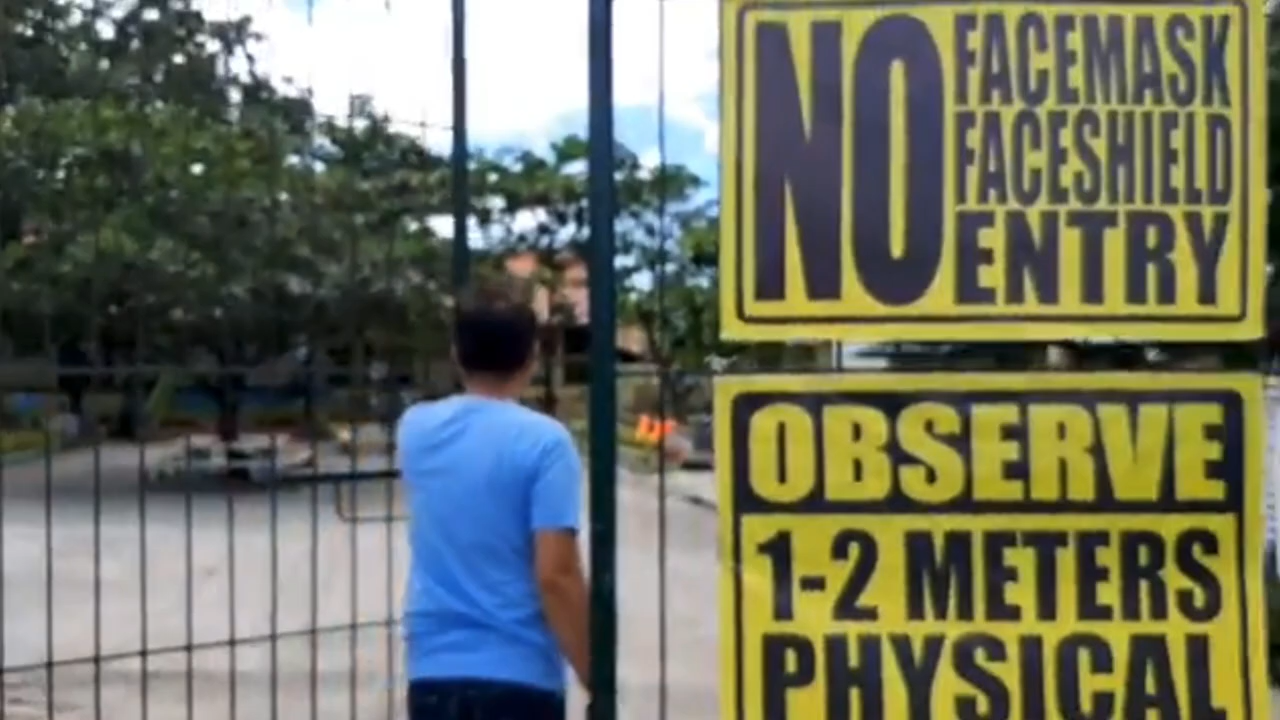 NO FACEMASK
FACESHIELD
ENTRY
OBSERVE
1-2 METERS
PHYSICAL